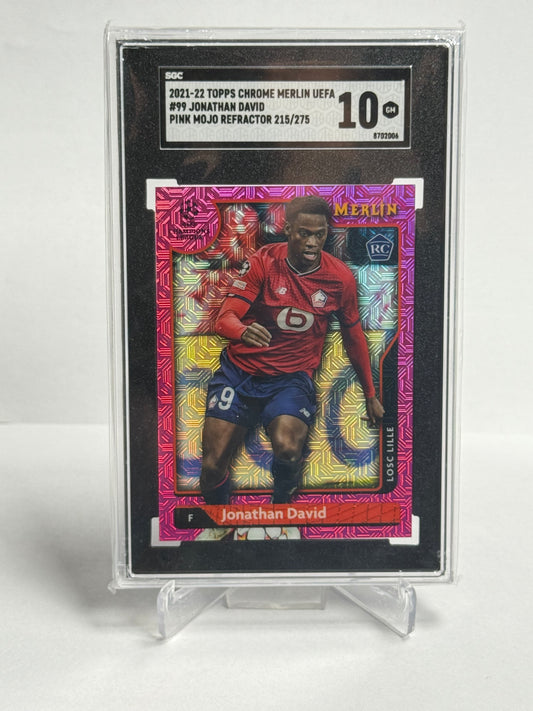 SGC
2021-22 TOPPS CHROME MERLIN UEFA
#99 JONATHAN DAVID
PINK MOJO REFRACTOR 215/275
10 GM
8702006
MERLIN
RC
9
LOSC LILLE
F Jonathan David